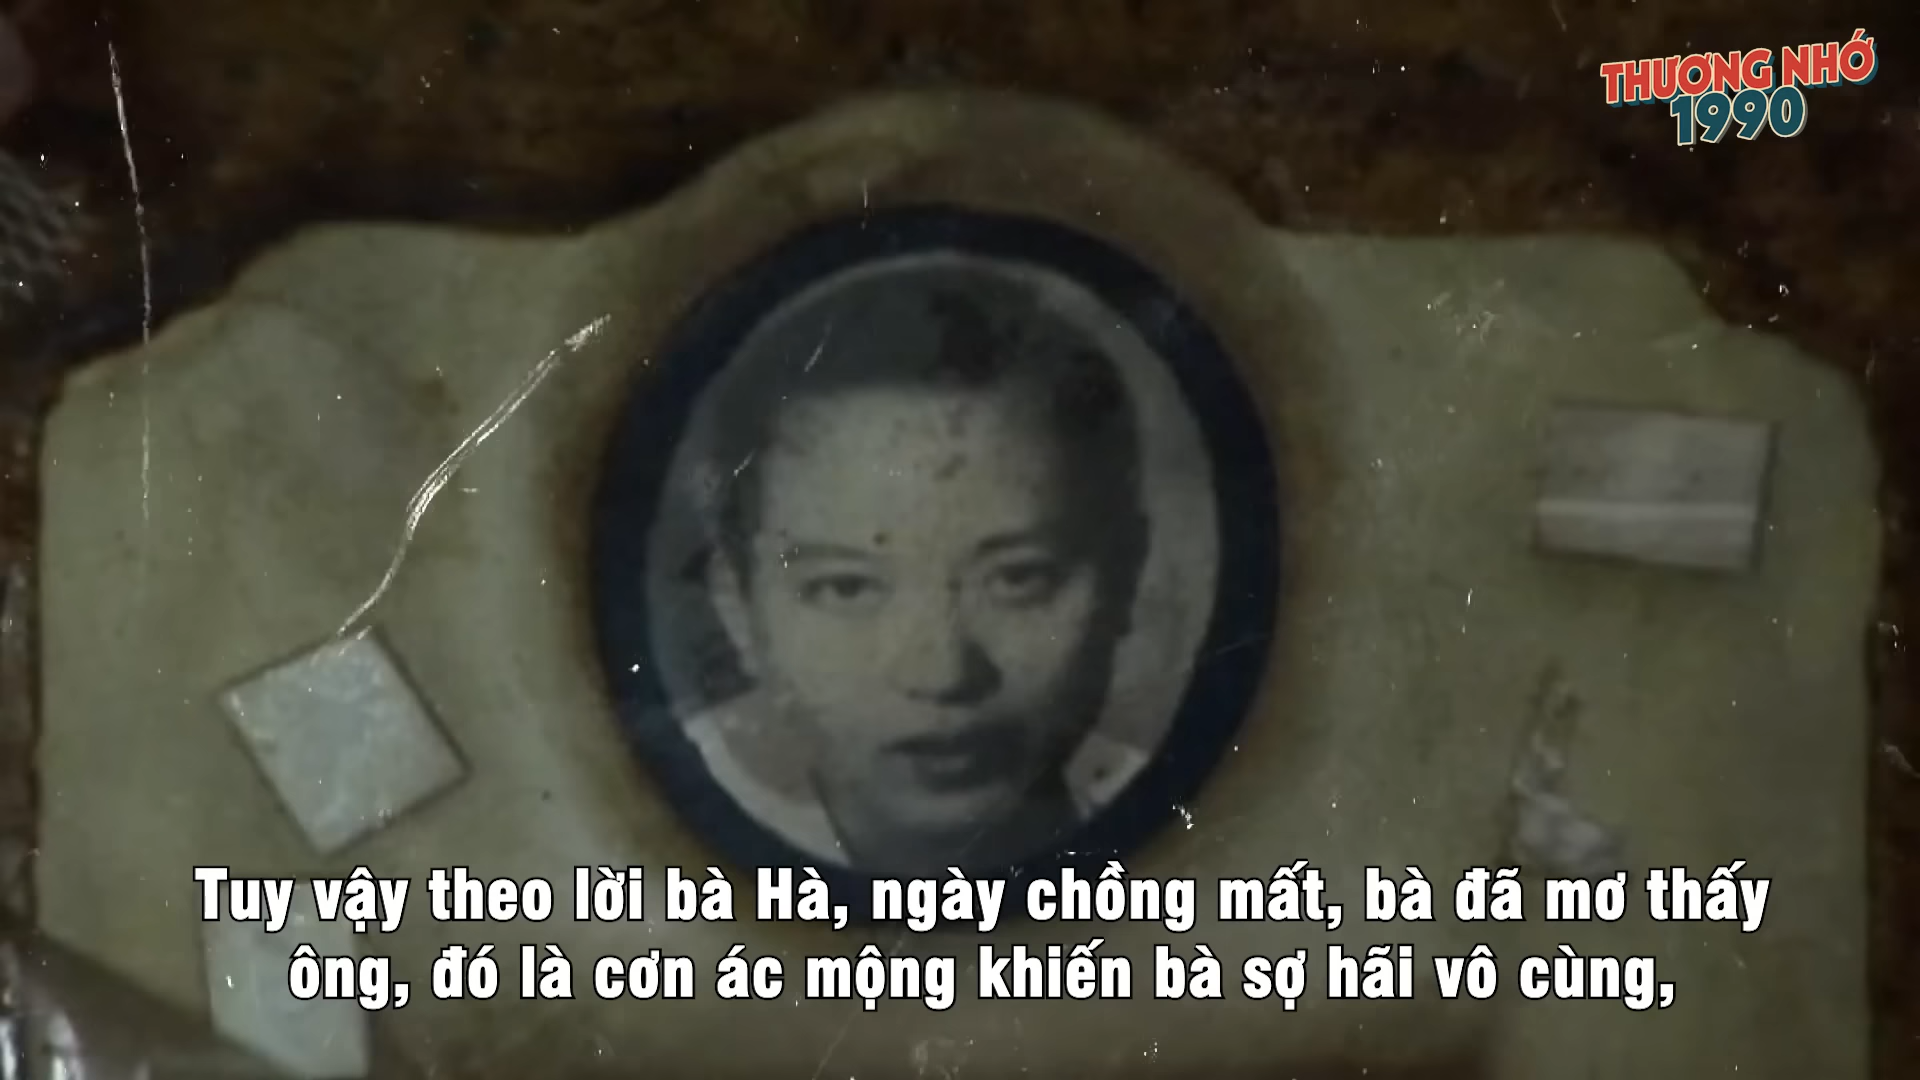 THƯƠNG NHỚ
1990
Tuy vậy theo lời bà Hà, ngày chồng mất, bà đã mơ thấy
ông, đó là cơn ác mộng khiến bà sợ hãi vô cùng,